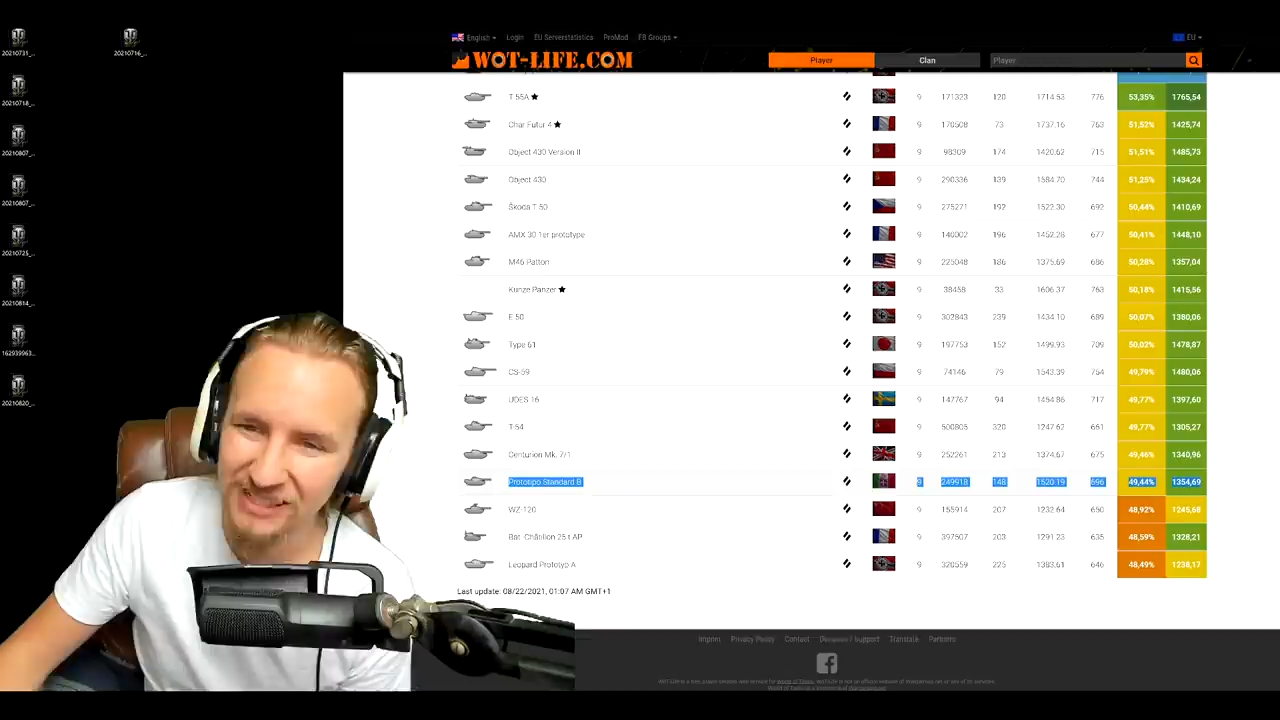 English Login EU Serverstatistics ProMod FB Groups EU
WOT-LIFE.COM Player Clan Player
20210731_...
20210716_...
20210718_...
20210807_...
20210807_...
20210725_...
20210814_...
162939963...
20210820_...
T 55A ★ 9 171323 120 1714.53 776 53,35% 1765,54
Char Futur 4 ★ 9 170508 73 1737.16 763 51,52% 1425,74
Object 430 Version II 9 98309 174 1420.62 715 51,51% 1485,73
Object 430 9 298336 139 1584.70 744 51,25% 1434,24
Škoda T 50 9 275271 192 1522.30 692 50,44% 1410,69
AMX 30 1er prototype 9 140002 196 1452.28 677 50,41% 1448,10
M46 Patton 9 225048 186 1375.69 686 50,28% 1357,04
Kunze Panzer ★ 9 38458 33 1606.37 763 50,18% 1415,56
E 50 9 302843 239 1434.10 689 50,07% 1380,06
Type 61 9 197753 152 1499.93 709 50,02% 1478,87
CS-59 9 74146 79 1543.39 754 49,79% 1480,06
UDES 16 9 147767 94 1454.86 717 49,77% 1397,60
T-54 9 500805 320 1247.62 661 49,77% 1305,27
Centurion Mk. 7/1 9 252261 213 1374.67 675 49,46% 1340,96
Prototipo Standard B 9 249918 148 1520.19 696 49,44% 1354,69
WZ-120 9 155914 207 1232.64 650 48,92% 1245,68
Bat.-Châtillon 25 t AP 9 397507 203 1291.23 635 48,59% 1328,21
Leopard Prototyp A 9 320559 225 1383.61 646 48,49% 1238,17
Last update: 08/22/2021, 01:07 AM GMT+1
Imprint Privacy Policy Contact Donation / Support Translate Partners